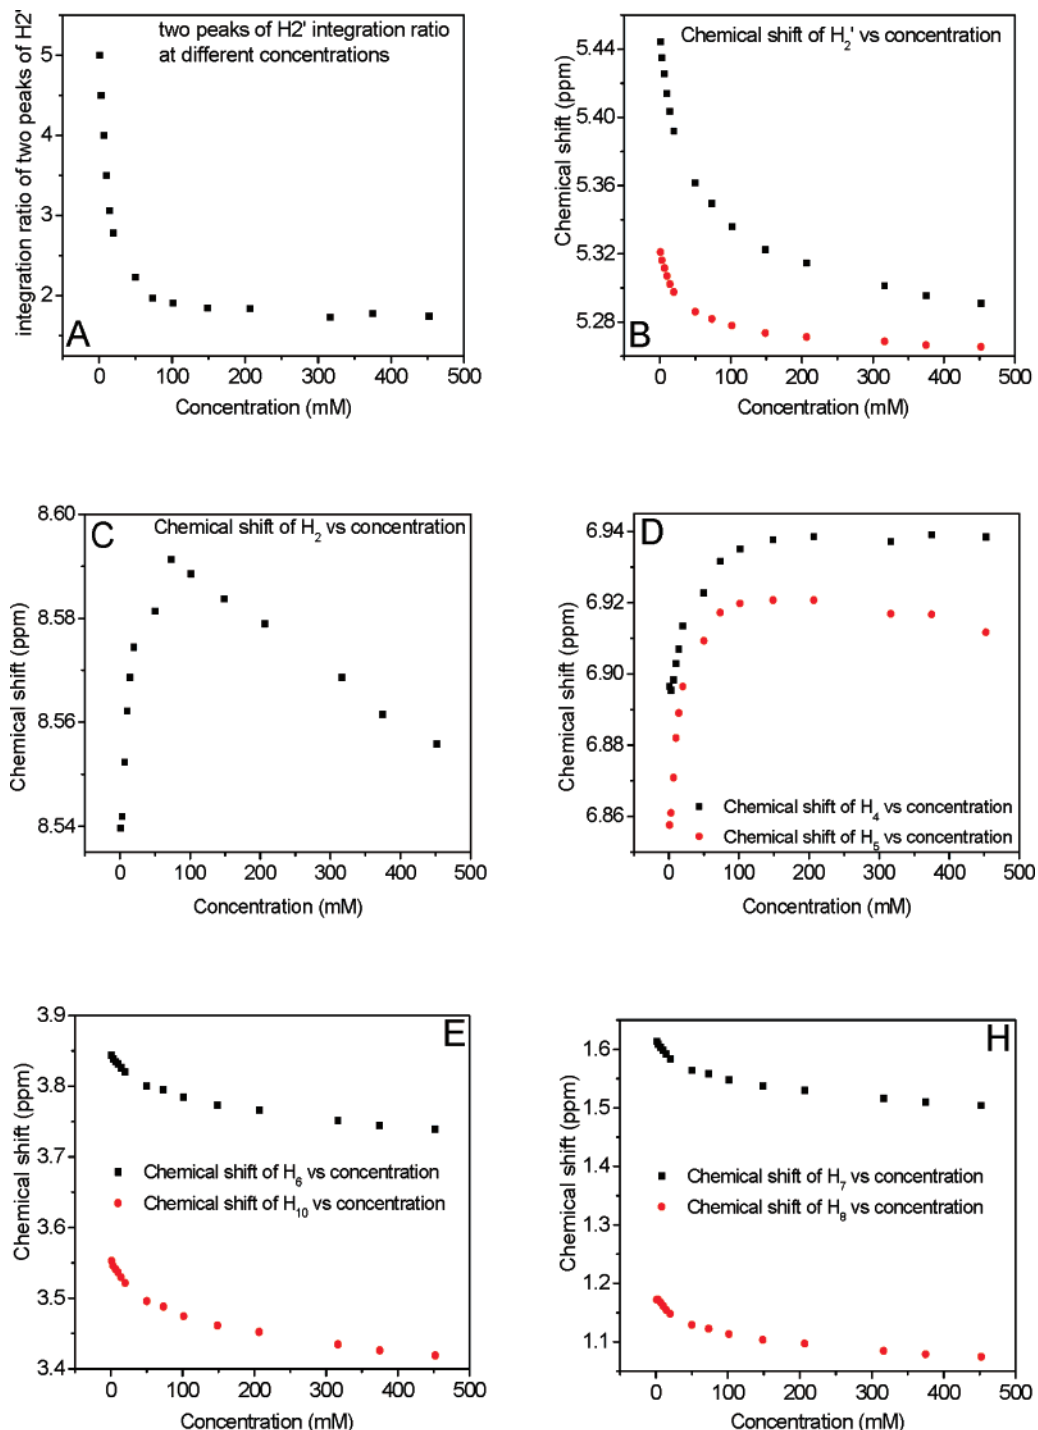 two peaks of H2' integration ratio
at different concentrations
integration ratio of two peaks of H2'
5
4
3
2
A
0 100 200 300 400 500
Concentration (mM)
Chemical shift of H2' vs concentration
Chemical shift (ppm)
5.44
5.40
5.36
5.32
5.28
B
0 100 200 300 400 500
Concentration (mM)
C
Chemical shift of H2 vs concentration
Chemical shift (ppm)
8.60
8.58
8.56
8.54
0 100 200 300 400 500
Concentration (mM)
D
Chemical shift (ppm)
6.94
6.92
6.90
6.88
6.86
Chemical shift of H4 vs concentration
Chemical shift of H5 vs concentration
0 100 200 300 400 500
Concentration (mM)
E
Chemical shift (ppm)
3.9
3.8
3.7
3.6
3.5
3.4
Chemical shift of H6 vs concentration
Chemical shift of H10 vs concentration
0 100 200 300 400 500
Concentration (mM)
H
Chemical shift (ppm)
1.6
1.5
1.4
1.3
1.2
1.1
Chemical shift of H7 vs concentration
Chemical shift of H8 vs concentration
0 100 200 300 400 500
Concentration (mM)